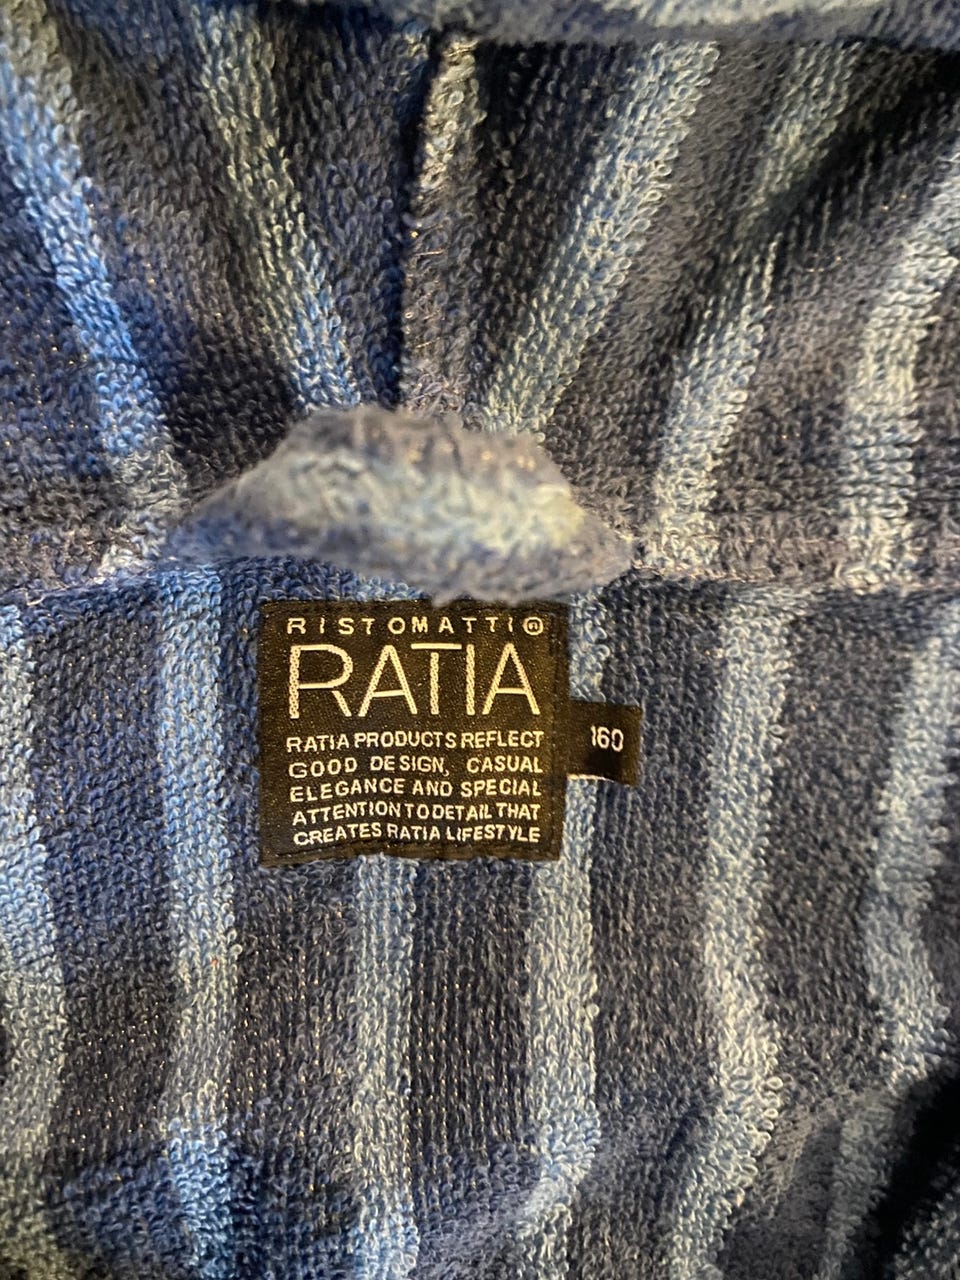 RISTOMATTI®
RATIA
RATIA PRODUCTS REFLECT
GOOD DESIGN, CASUAL
ELEGANCE AND SPECIAL
ATTENTION TO DETAIL THAT
CREATES RATIA LIFESTYLE
160